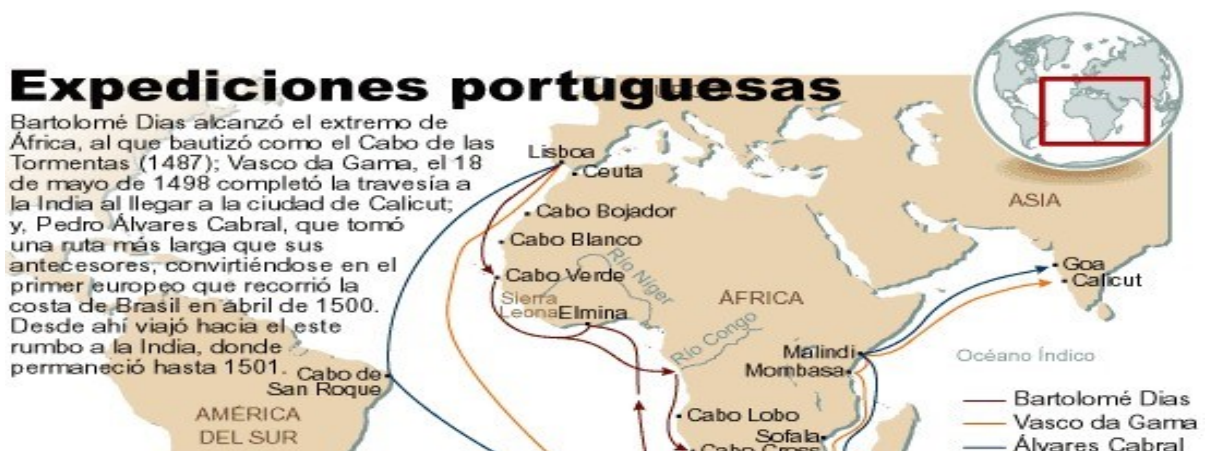 Expediciones portuguesas
Bartolomé Dias alcanzó el extremo de
África, al que bautizó como el Cabo de las
Tormentas (1487); Vasco da Gama, el 18
de mayo de 1498 completó la travesía a
la India al llegar a la ciudad de Calicut;
y, Pedro Álvares Cabral, que tomó
una ruta más larga que sus
antecesores, convirtiéndose en el
primer europeo que recorrió la
costa de Brasil en abril de 1500.
Desde ahí viajó hacia el este
rumbo a la India, donde
permaneció hasta 1501.
Lisboa
Ceuta
Cabo Bojador
Cabo Blanco
Cabo Verde
Río Niger
Sierra
Leona
Elmina
ÁFRICA
Río Congo
ASIA
Goa
Calicut
Malindi
Mombasa
Océano Índico
Cabo de
San Roque
AMÉRICA
DEL SUR
Cabo Lobo
Sofala
Cabo Cross
Bartolomé Dias
Vasco da Gama
Álvares Cabral